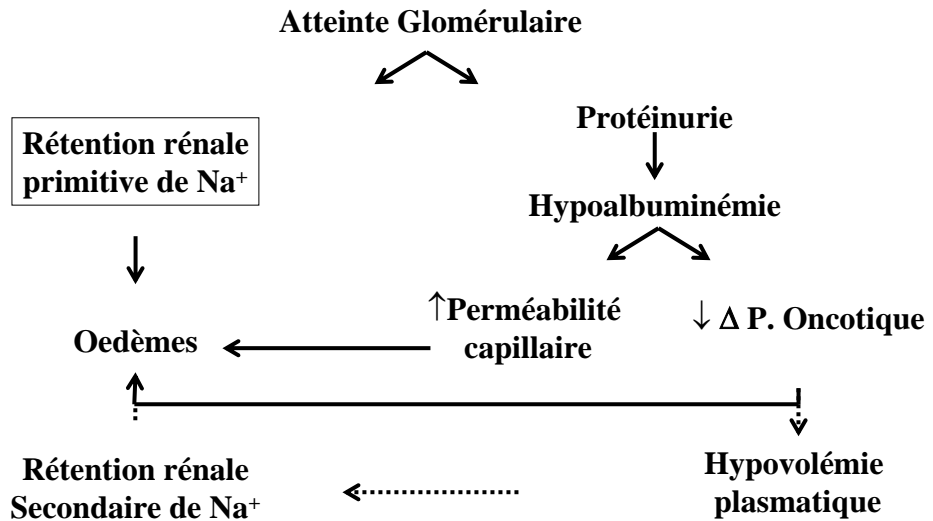 Atteinte Glomérulaire
Protéinurie
Rétention rénale
primitive de Na⁺
Hypoalbuminémie
↑Perméabilité
capillaire
↓ Δ P. Oncotique
Oedèmes
Rétention rénale
Secondaire de Na⁺
Hypovolémie
plasmatique